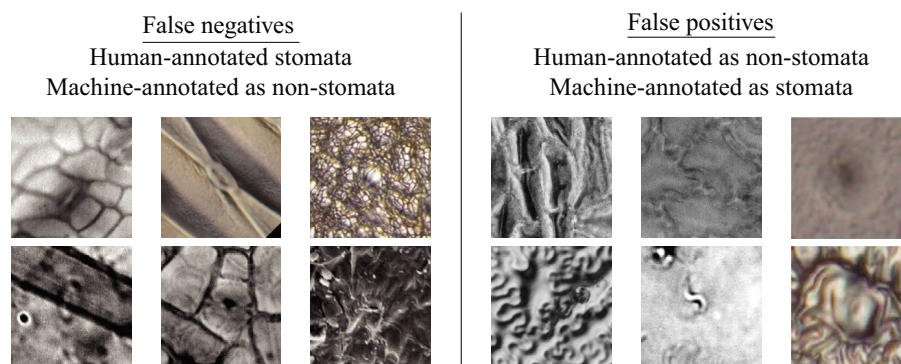 False negatives
Human-annotated stomata
Machine-annotated as non-stomata
False positives
Human-annotated as non-stomata
Machine-annotated as stomata